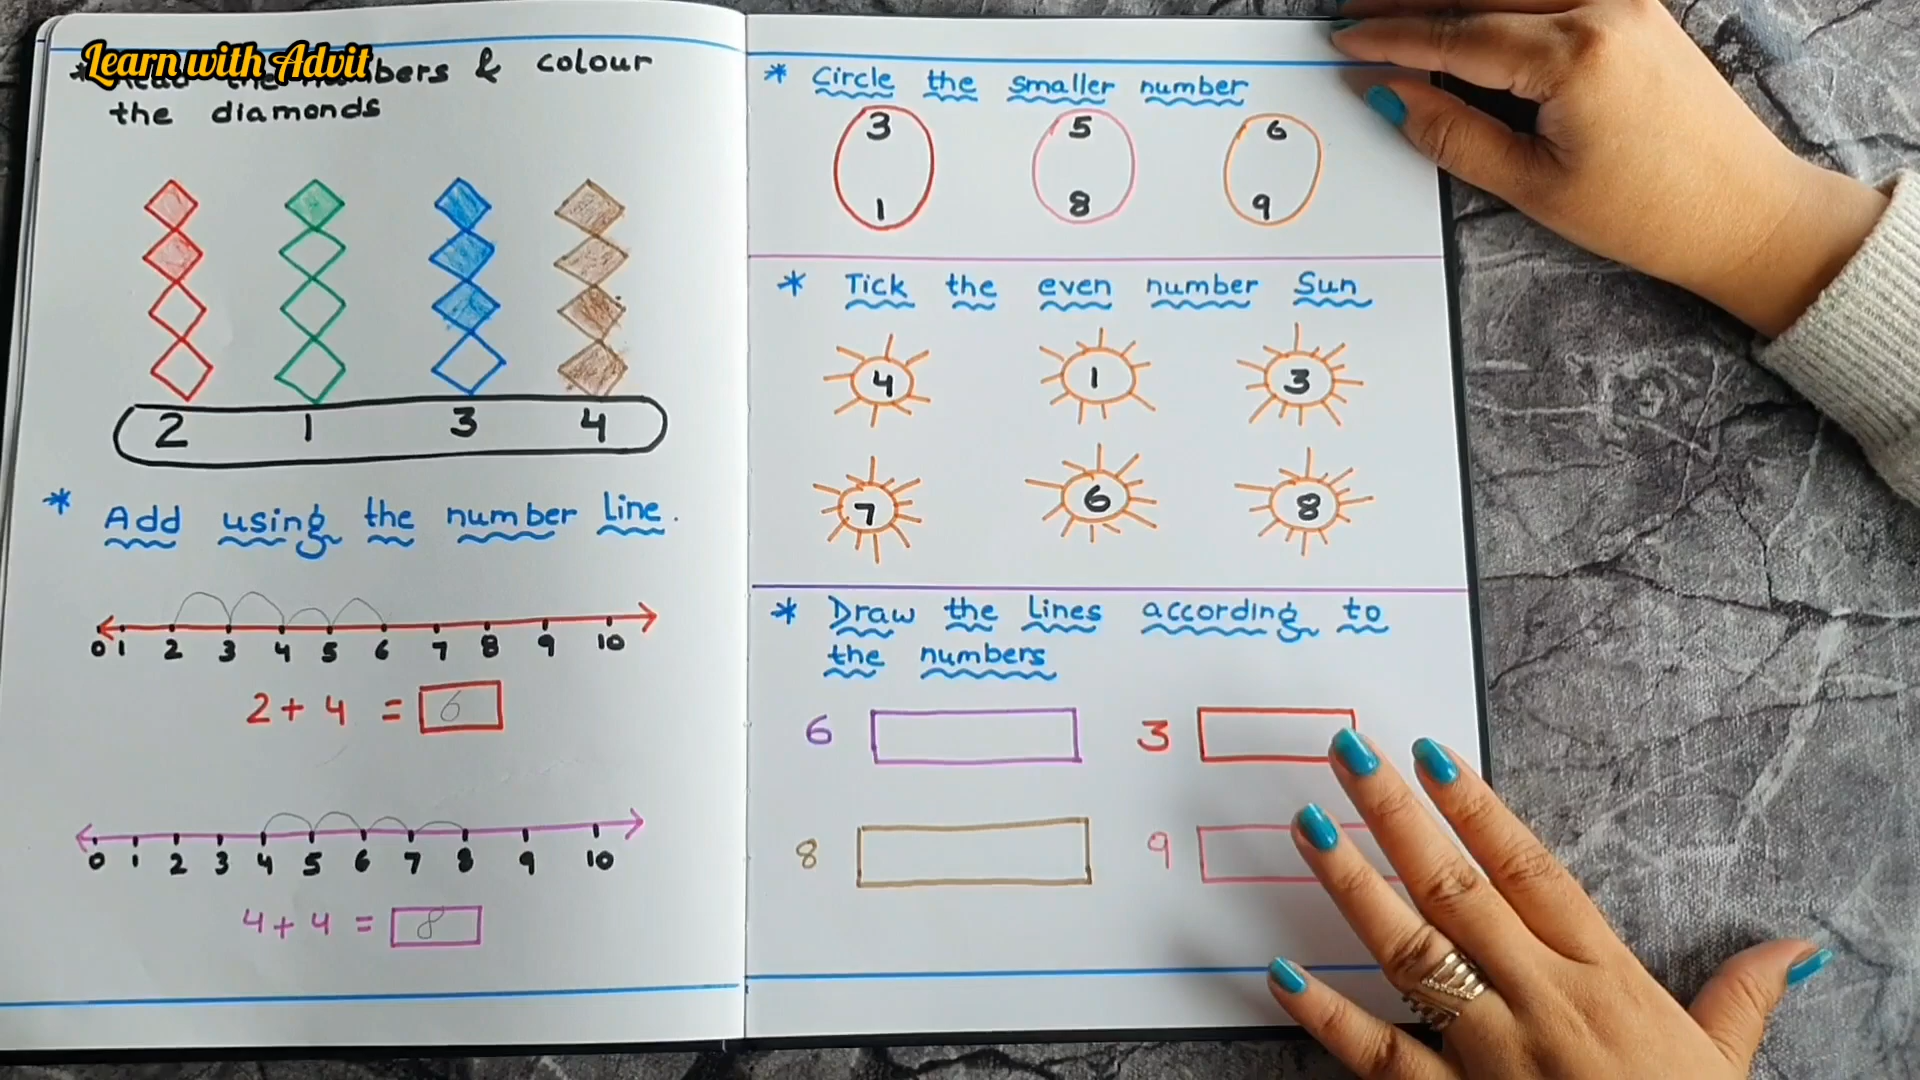 Learn with Advit
* Read the numbers & colour
the diamonds
2 1 3 4
* Add using the number line.
0 1 2 3 4 5 6 7 8 9 10
2 + 4 = 6
0 1 2 3 4 5 6 7 8 9 10
4 + 4 = 8
* Circle the smaller number
3 5 6
1 8 9
* Tick the even number Sun
4 1 3
7 6 8
* Draw the lines according to
the numbers
6 3
8 9